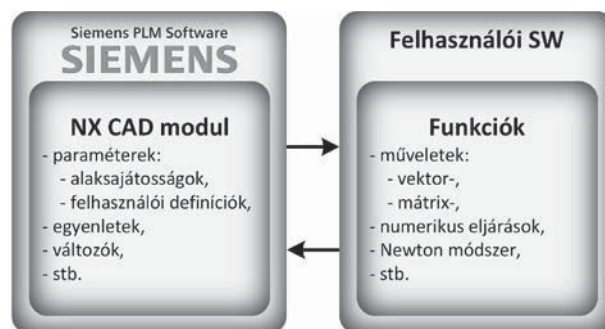 Siemens PLM Software
SIEMENS
NX CAD modul
- paraméterek:
- alaksajátosságok,
- felhasználói definíciók,
- egyenletek,
- változók,
- stb.
Felhasználói SW
Funkciók
- műveletek:
- vektor-,
- mátrix-,
- numerikus eljárások,
- Newton módszer,
- stb.